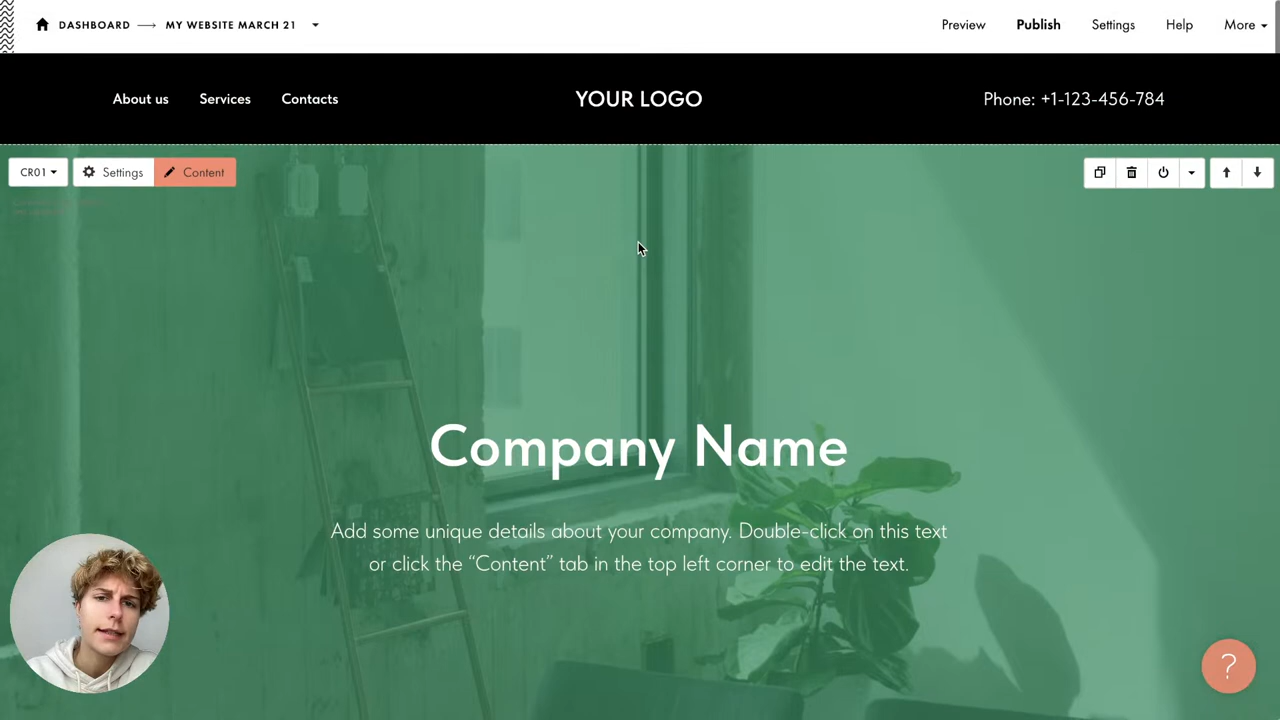 DASHBOARD → MY WEBSITE MARCH 21
Preview Publish Settings Help More
About us Services Contacts
YOUR LOGO
Phone: +1-123-456-784
CR01 Settings Content
Company Name
Add some unique details about your company. Double-click on this text
or click the “Content” tab in the top left corner to edit the text.
?